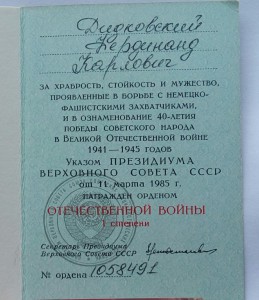 Дидковский
Фердинанд
Карлович
ЗА ХРАБРОСТЬ, СТОЙКОСТЬ И МУЖЕСТВО,
ПРОЯВЛЕННЫЕ В БОРЬБЕ С НЕМЕЦКО-
ФАШИСТСКИМИ ЗАХВАТЧИКАМИ,
И В ОЗНАМЕНОВАНИЕ 40-ЛЕТИЯ
ПОБЕДЫ СОВЕТСКОГО НАРОДА
В ВЕЛИКОЙ ОТЕЧЕСТВЕННОЙ ВОЙНЕ
1941—1945 ГОДОВ
УКАЗОМ ПРЕЗИДИУМА
ВЕРХОВНОГО СОВЕТА СССР
от 11 марта 1985 г.
НАГРАЖДЕН ОРДЕНОМ
ОТЕЧЕСТВЕННОЙ ВОЙНЫ
I степени
Секретарь Президиума
Верховного Совета СССР
№ ордена 1058491